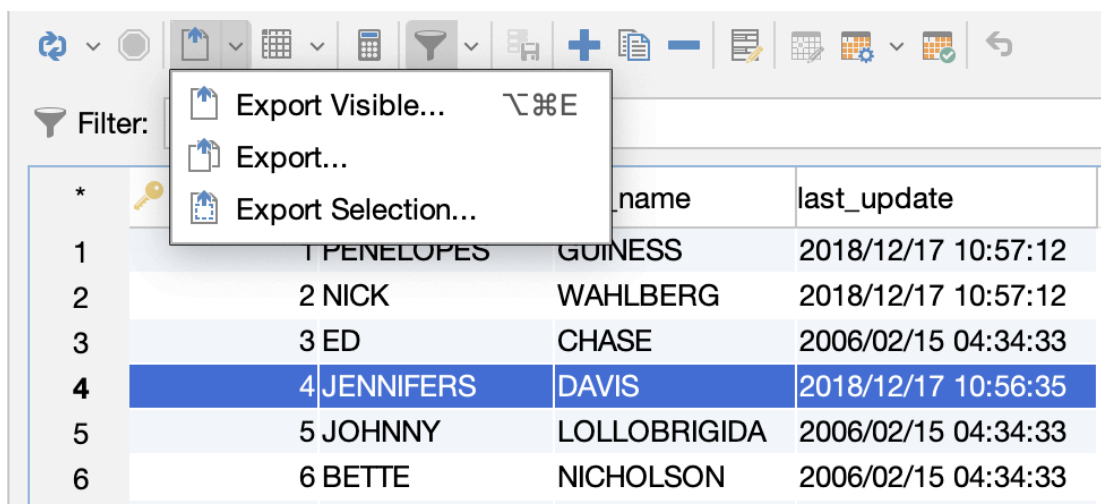 Export Visible... ⌥⌘E
Filter:
Export...
Export Selection...
* _name last_update
1 1 PENELOPES GUINESS 2018/12/17 10:57:12
2 2 NICK WAHLBERG 2018/12/17 10:57:12
3 3 ED CHASE 2006/02/15 04:34:33
4 4 JENNIFERS DAVIS 2018/12/17 10:56:35
5 5 JOHNNY LOLLOBRIGIDA 2006/02/15 04:34:33
6 6 BETTE NICHOLSON 2006/02/15 04:34:33